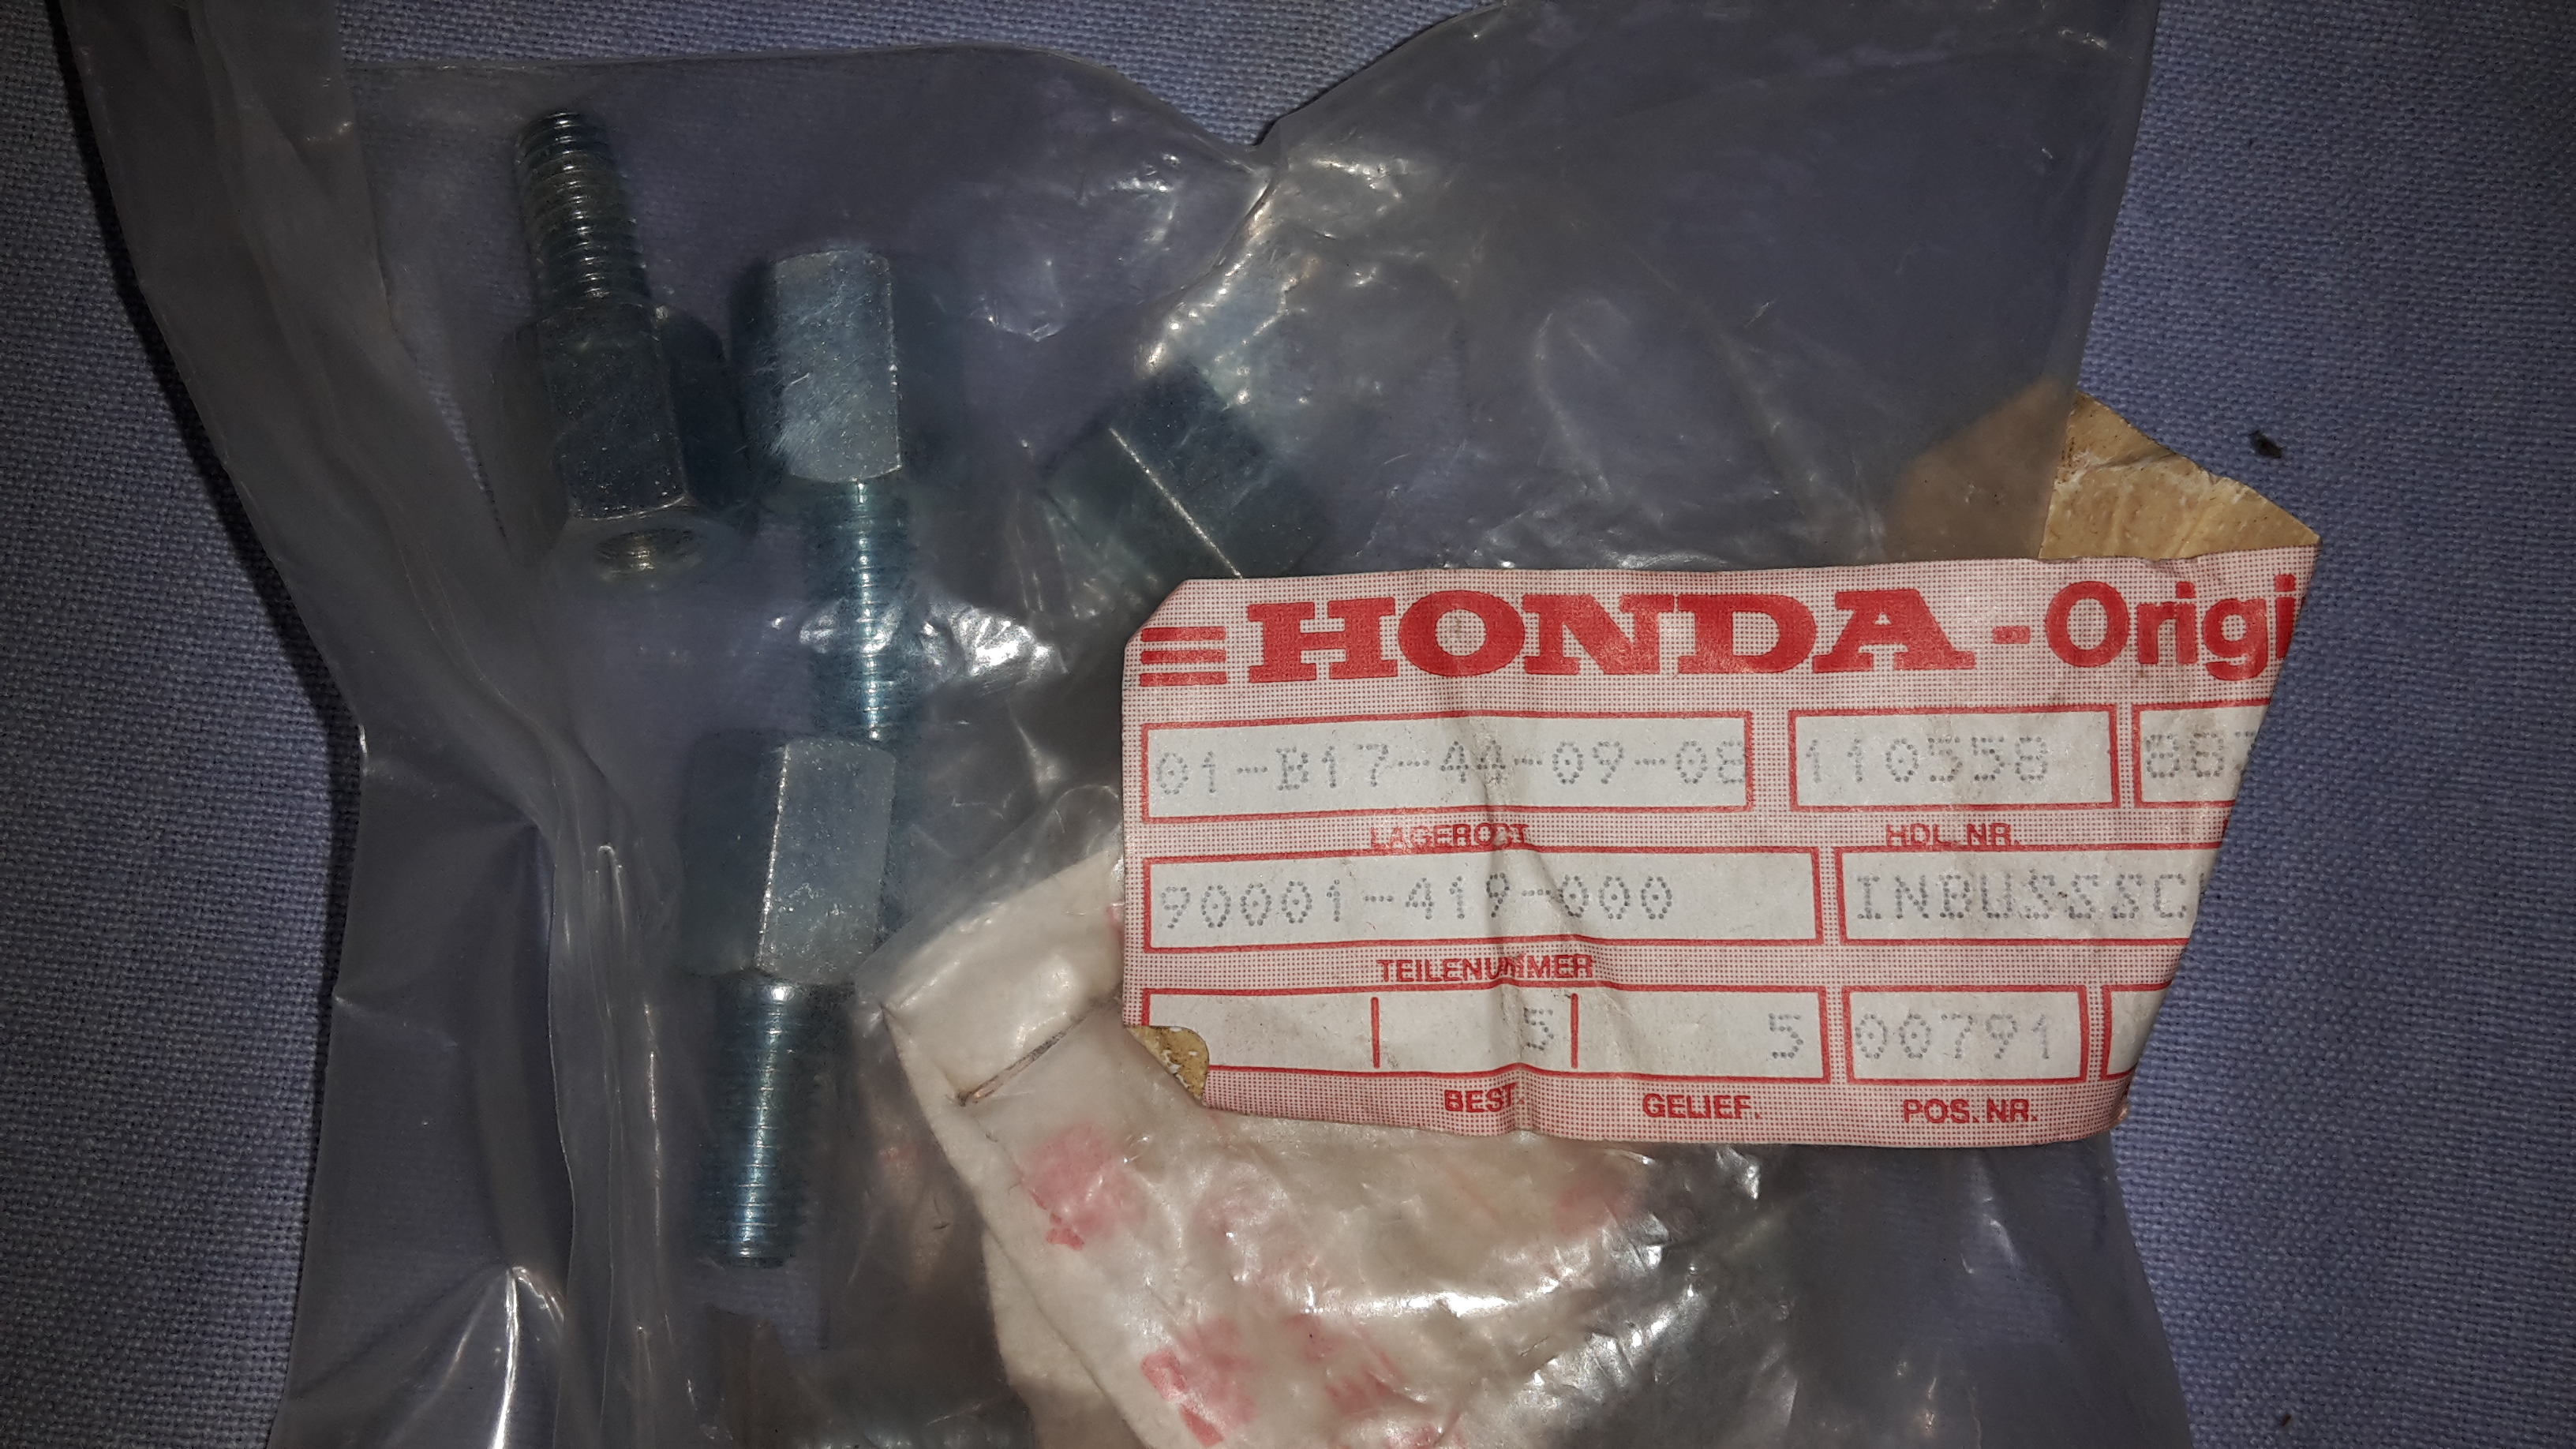 HONDA-Origi
01-B17-44-09-08 110558 887
LAGERORT HDL NR.
90001-419-000 INBUSSSC
TEILENUMMER
5 5 00791
BEST. GELIEF. POS. NR.